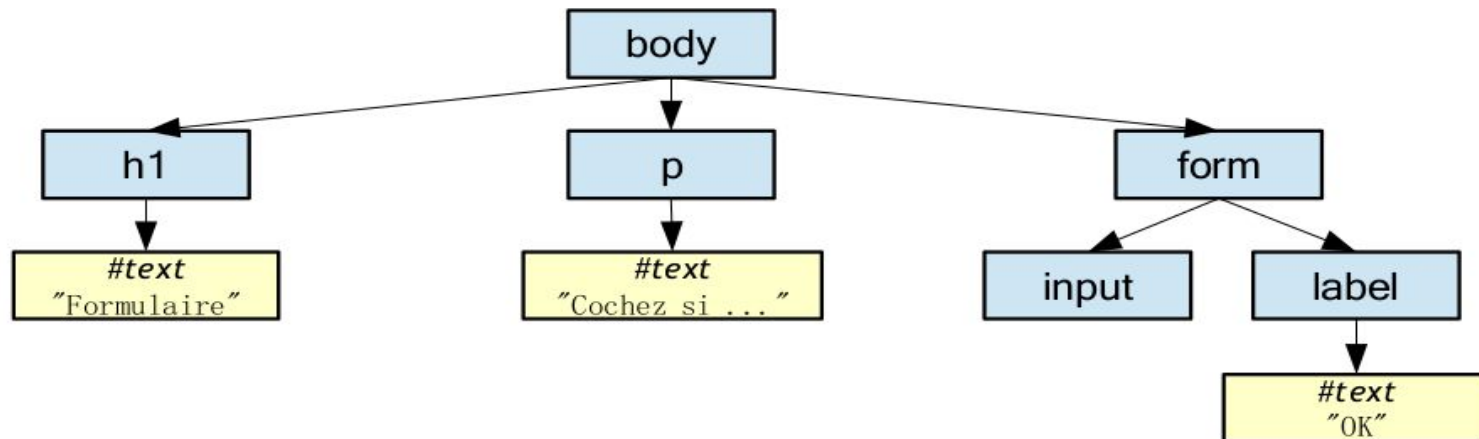 body
h1
p
form
#text
"Formulaire"
#text
"Cochez si ..."
input
label
#text
"OK"